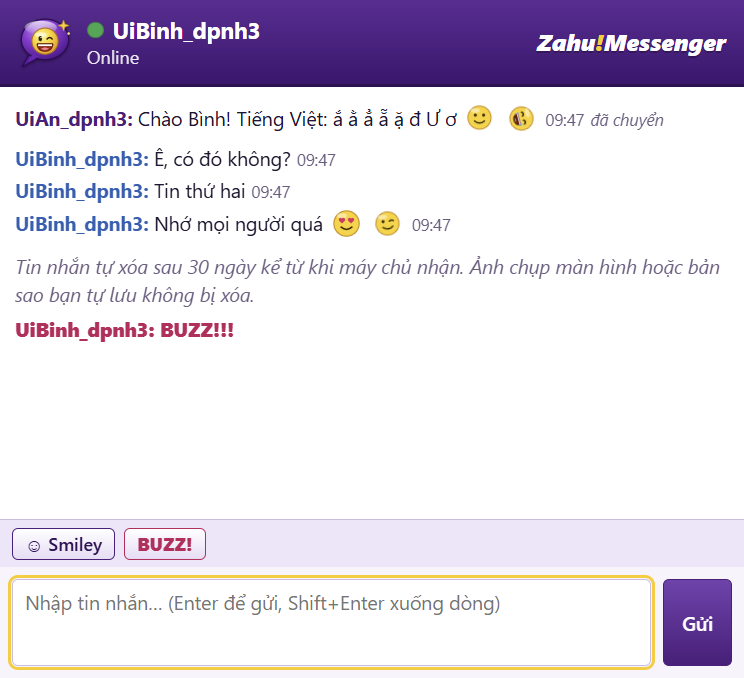 UiBinh_dpnh3
Online
Zahu!Messenger
UiAn_dpnh3: Chào Bình! Tiếng Việt: ắ ằ ẳ ẵ ặ đ Ư ơ 09:47 đã chuyển
UiBinh_dpnh3: Ê, có đó không? 09:47
UiBinh_dpnh3: Tin thứ hai 09:47
UiBinh_dpnh3: Nhớ mọi người quá 09:47
Tin nhắn tự xóa sau 30 ngày kể từ khi máy chủ nhận. Ảnh chụp màn hình hoặc bản
sao bạn tự lưu không bị xóa.
UiBinh_dpnh3: BUZZ!!!
☺ Smiley
BUZZ!
Nhập tin nhắn... (Enter để gửi, Shift+Enter xuống dòng)
Gửi